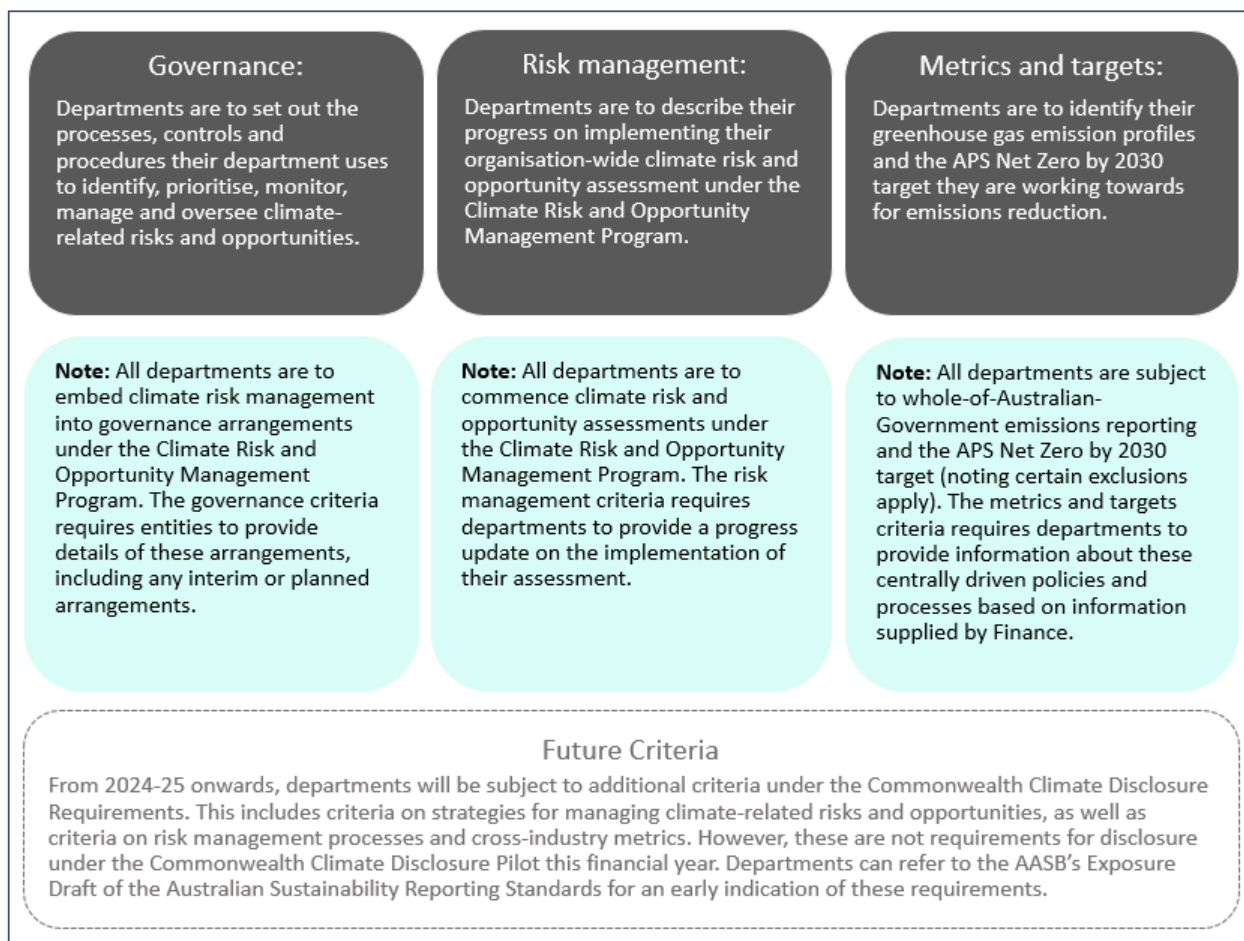 Governance:
Departments are to set out the
processes, controls and
procedures their department uses
to identify, prioritise, monitor,
manage and oversee climate-
related risks and opportunities.
Risk management:
Departments are to describe their
progress on implementing their
organisation-wide climate risk and
opportunity assessment under the
Climate Risk and Opportunity
Management Program.
Metrics and targets:
Departments are to identify their
greenhouse gas emission profiles
and the APS Net Zero by 2030
target they are working towards
for emissions reduction.
Note: All departments are to
embed climate risk management
into governance arrangements
under the Climate Risk and
Opportunity Management
Program. The governance criteria
requires entities to provide
details of these arrangements,
including any interim or planned
arrangements.
Note: All departments are to
commence climate risk and
opportunity assessments under
the Climate Risk and Opportunity
Management Program. The risk
management criteria requires
departments to provide a progress
update on the implementation of
their assessment.
Note: All departments are subject
to whole-of-Australian-
Government emissions reporting
and the APS Net Zero by 2030
target (noting certain exclusions
apply). The metrics and targets
criteria requires departments to
provide information about these
centrally driven policies and
processes based on information
supplied by Finance.
Future Criteria
From 2024-25 onwards, departments will be subject to additional criteria under the Commonwealth Climate Disclosure
Requirements. This includes criteria on strategies for managing climate-related risks and opportunities, as well as
criteria on risk management processes and cross-industry metrics. However, these are not requirements for disclosure
under the Commonwealth Climate Disclosure Pilot this financial year. Departments can refer to the AASB's Exposure
Draft of the Australian Sustainability Reporting Standards for an early indication of these requirements.